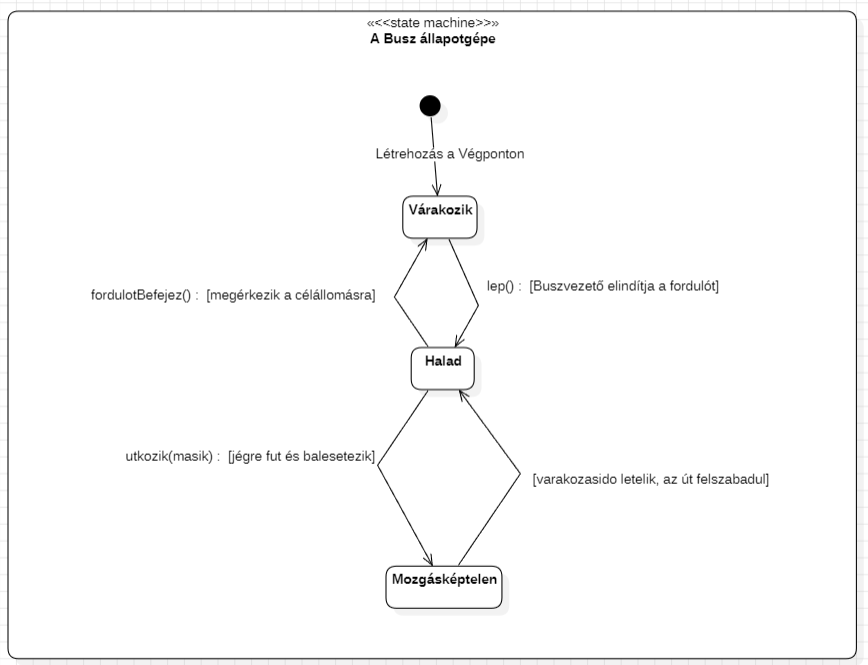 «<<state machine>>»
A Busz állapotgépe
Létrehozás a Végponton
Várakozik
lep() : [Buszvezető elindítja a fordulót]
fordulotBefejez() : [megérkezik a célállomásra]
Halad
utkozik(masik) : [jégre fut és balesetezik]
[varakozasido letelik, az út felszabadul]
Mozgásképtelen